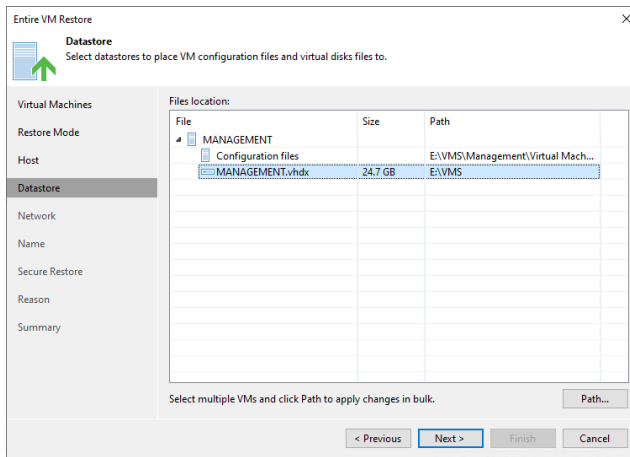 Entire VM Restore
Datastore
Select datastores to place VM configuration files and virtual disks files to.
Virtual Machines
Restore Mode
Host
Datastore
Network
Name
Secure Restore
Reason
Summary
Files location:
File Size Path
MANAGEMENT
Configuration files E:\VMS\Management\Virtual Mach...
MANAGEMENT.vhdx 24.7 GB E:\VMS
Select multiple VMs and click Path to apply changes in bulk.
Path...
< Previous Next > Finish Cancel